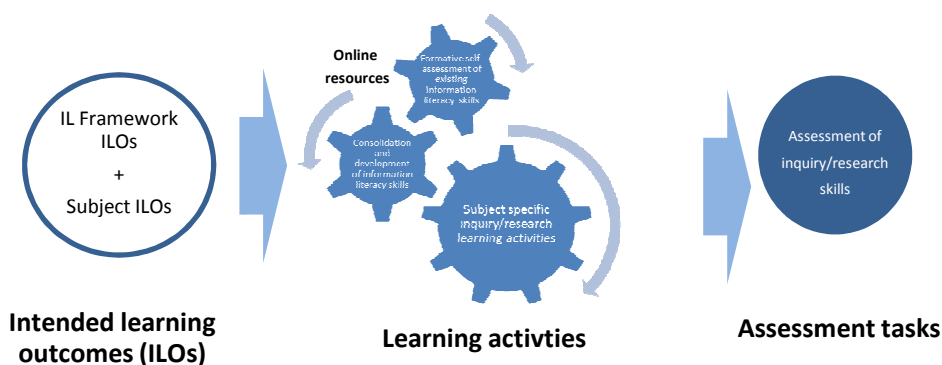 IL Framework
ILOs
+
Subject ILOs
Intended learning
outcomes (ILOs)
Online
resources
Formative self
assessment of
existing
information
literacy skills
Consolidation
and
development
of information
literacy skills
Subject specific
inquiry/research
learning activities
Learning activties
Assessment of
inquiry/research
skills
Assessment tasks